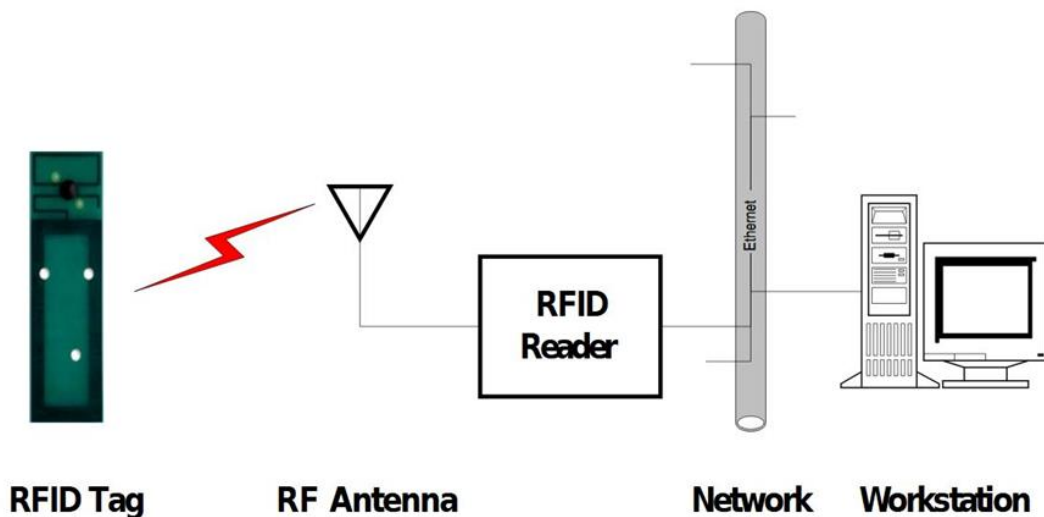 Ethernet
RFID
Reader
RFID Tag
RF Antenna
Network
Workstation